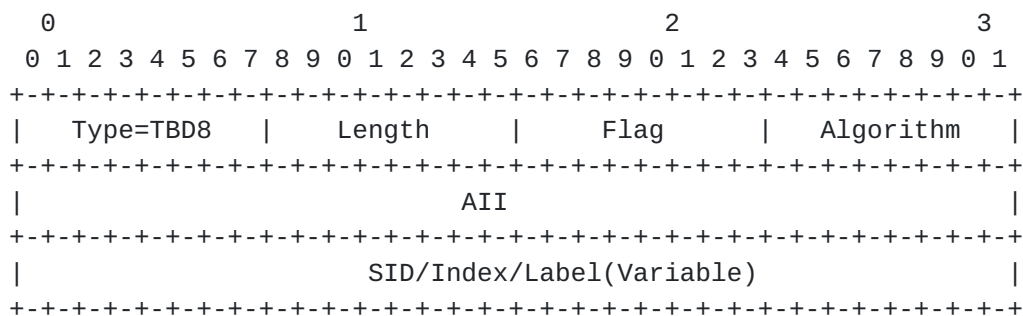 0                   1                   2                   3
 0 1 2 3 4 5 6 7 8 9 0 1 2 3 4 5 6 7 8 9 0 1 2 3 4 5 6 7 8 9 0 1
+-+-+-+-+-+-+-+-+-+-+-+-+-+-+-+-+-+-+-+-+-+-+-+-+-+-+-+-+-+-+-+-+
|   Type=TBD8   |    Length     |     Flag      |   Algorithm   |
+-+-+-+-+-+-+-+-+-+-+-+-+-+-+-+-+-+-+-+-+-+-+-+-+-+-+-+-+-+-+-+-+
|                            AII                                |
+-+-+-+-+-+-+-+-+-+-+-+-+-+-+-+-+-+-+-+-+-+-+-+-+-+-+-+-+-+-+-+-+
|                      SID/Index/Label(Variable)                |
+-+-+-+-+-+-+-+-+-+-+-+-+-+-+-+-+-+-+-+-+-+-+-+-+-+-+-+-+-+-+-+-+